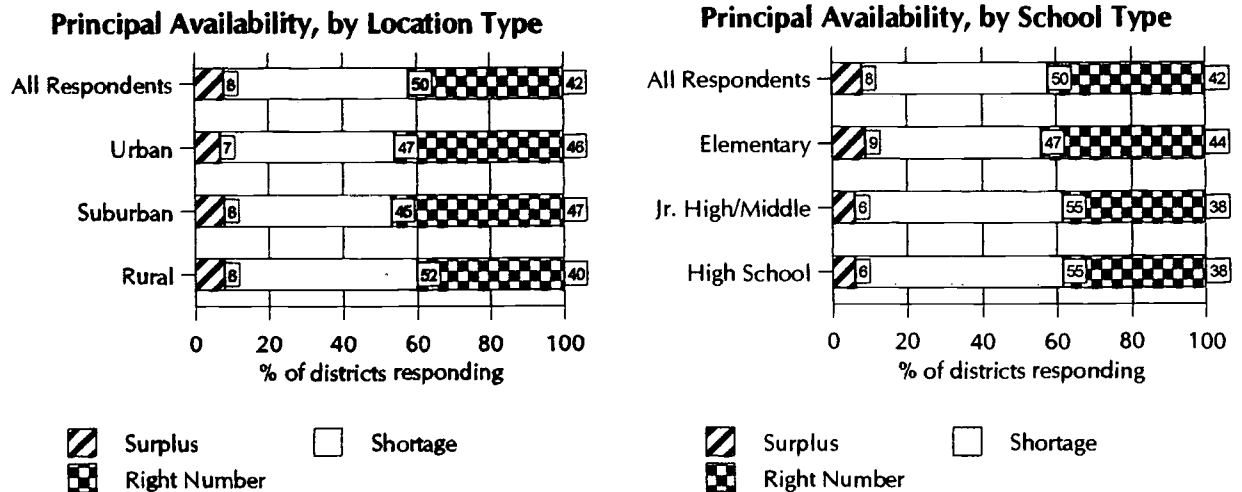 Principal Availability, by Location Type
All Respondents 8 50 42
Urban 7 47 46
Suburban 8 45 47
Rural 8 52 40
0 20 40 60 80 100
% of districts responding
Surplus Shortage
Right Number
Principal Availability, by School Type
All Respondents 8 50 42
Elementary 9 47 44
Jr. High/Middle 6 55 38
High School 6 55 38
0 20 40 60 80 100
% of districts responding
Surplus Shortage
Right Number